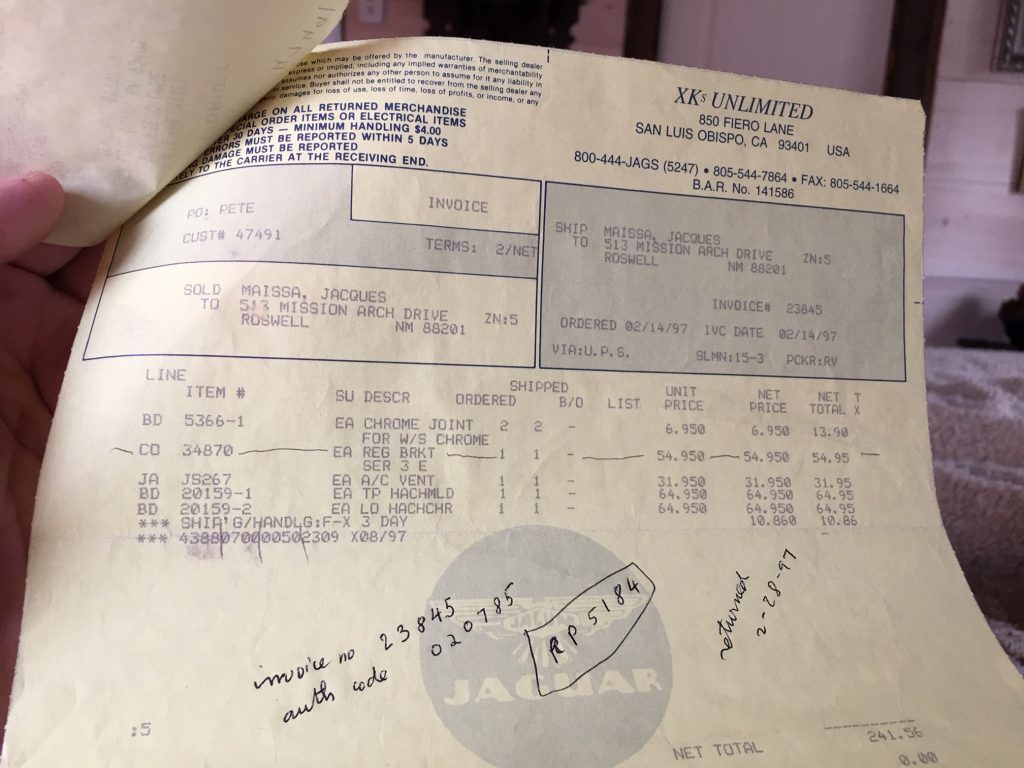 se which may be offered by the manufacturer. The selling dealer
express or implied, including any implied warranties of merchantability
assumes nor authorizes any other person to assume for it any liability in
or service. Buyer shall not be entitled to recover from the selling dealer any
damages for loss of use, loss of time, loss of profits, or income, or any
ARGE ON ALL RETURNED MERCHANDISE
ECIAL ORDER ITEMS OR ELECTRICAL ITEMS
R 30 DAYS — MINIMUM HANDLING $4.00
ERRORS MUST BE REPORTED WITHIN 5 DAYS
G DAMAGE MUST BE REPORTED
LY TO THE CARRIER AT THE RECEIVING END.
XKs UNLIMITED
850 FIERO LANE
SAN LUIS OBISPO, CA 93401 USA
800-444-JAGS (5247) • 805-544-7864 • FAX: 805-544-1664
B.A.R. No. 141586
PO: PETE
INVOICE
CUST# 47491
TERMS: 2/NET
SOLD TO MAISSA, JACQUES
513 MISSION ARCH DRIVE
ROSWELL NM 88201 ZN:5
SHIP TO MAISSA, JACQUES
513 MISSION ARCH DRIVE
ROSWELL NM 88201 ZN:5
INVOICE# 23845
ORDERED 02/14/97 IVC DATE 02/14/97
VIA:U.P.S. SLMN:15-3 PCKR:RV
LINE ITEM # SU DESCR ORDERED SHIPPED B/O LIST UNIT PRICE NET PRICE NET TOTAL TX
BD 5366-1 EA CHROME JOINT 2 2 - 6.950 6.950 13.90
FOR W/S CHROME
CO 34870 EA REG BRKT 1 1 - 54.950 54.950 54.95
SER 3 E
JA JS267 EA A/C VENT 1 1 - 31.950 31.950 31.95
BD 20159-1 EA TP HACHMLD 1 1 - 64.950 64.950 64.95
BD 20159-2 EA LO HACHCHR 1 1 - 64.950 64.950 64.95
*** SHIP'G/HANDLG:F-X 3 DAY 10.860 10.86
*** 4388070000502309 X08/97 -
invoice no 23845
auth code 020785
RP5184
returned
2-28-97
JAGUAR
:5
NET TOTAL 241.56
0.00